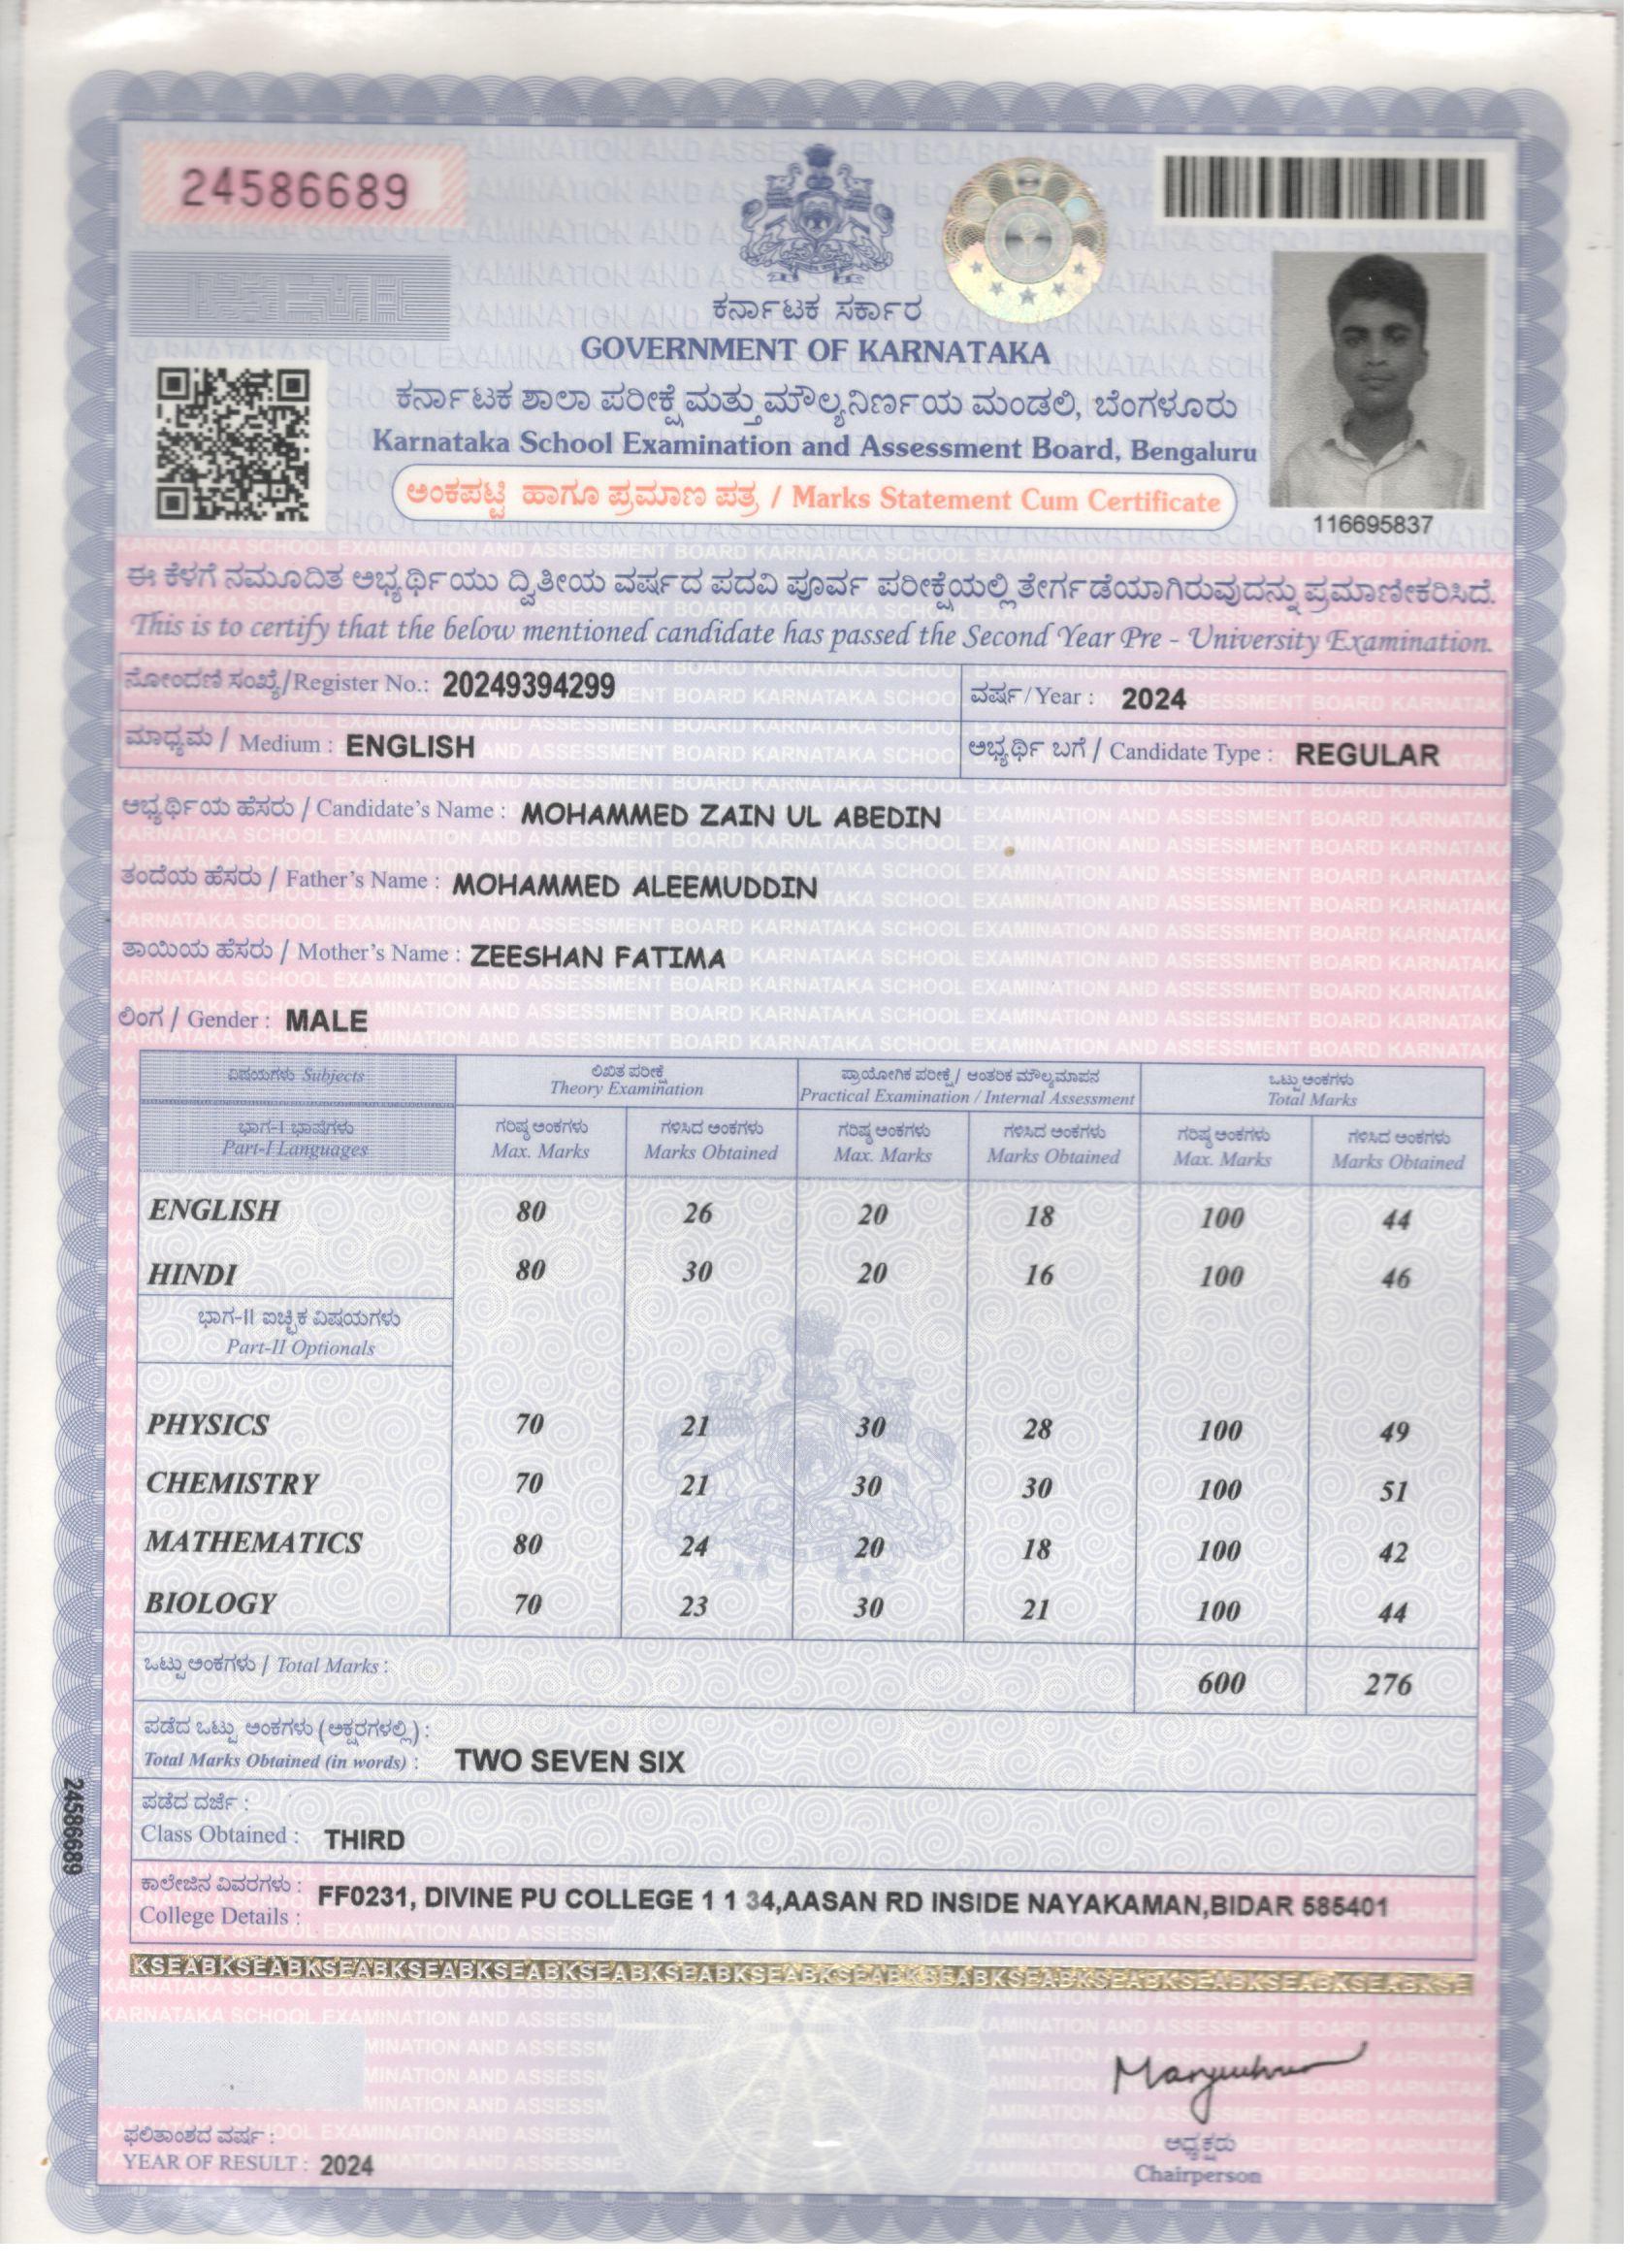 24586689
KSEAB
ಕರ್ನಾಟಕ ಸರ್ಕಾರ
GOVERNMENT OF KARNATAKA
ಕರ್ನಾಟಕ ಶಾಲಾ ಪರೀಕ್ಷೆ ಮತ್ತು ಮೌಲ್ಯನಿರ್ಣಯ ಮಂಡಲಿ, ಬೆಂಗಳೂರು
Karnataka School Examination and Assessment Board, Bengaluru
ಅಂಕಪಟ್ಟಿ ಹಾಗೂ ಪ್ರಮಾಣ ಪತ್ರ / Marks Statement Cum Certificate
116695837
ಈ ಕೆಳಗೆ ನಮೂದಿತ ಅಭ್ಯರ್ಥಿಯು ದ್ವಿತೀಯ ವರ್ಷದ ಪದವಿ ಪೂರ್ವ ಪರೀಕ್ಷೆಯಲ್ಲಿ ತೇರ್ಗಡೆಯಾಗಿರುವುದನ್ನು ಪ್ರಮಾಣೀಕರಿಸಿದೆ.
This is to certify that the below mentioned candidate has passed the Second Year Pre - University Examination.
ನೋಂದಣಿ ಸಂಖ್ಯೆ/Register No.: 20249394299 ವರ್ಷ/Year : 2024
ಮಾಧ್ಯಮ / Medium : ENGLISH ಅಭ್ಯರ್ಥಿ ಬಗೆ / Candidate Type : REGULAR
ಅಭ್ಯರ್ಥಿಯ ಹೆಸರು / Candidate's Name : MOHAMMED ZAIN UL ABEDIN
ತಂದೆಯ ಹೆಸರು / Father's Name : MOHAMMED ALEEMUDDIN
ತಾಯಿಯ ಹೆಸರು / Mother's Name : ZEESHAN FATIMA
ಲಿಂಗ / Gender : MALE
ವಿಷಯಗಳು Subjects ಲಿಖಿತ ಪರೀಕ್ಷೆ ಪ್ರಾಯೋಗಿಕ ಪರೀಕ್ಷೆ / ಆಂತರಿಕ ಮೌಲ್ಯಮಾಪನ ಒಟ್ಟು ಅಂಕಗಳು
Theory Examination Practical Examination / Internal Assessment Total Marks
ಭಾಗ-I ಭಾಷೆಗಳು ಗರಿಷ್ಠ ಅಂಕಗಳು ಗಳಿಸಿದ ಅಂಕಗಳು ಗರಿಷ್ಠ ಅಂಕಗಳು ಗಳಿಸಿದ ಅಂಕಗಳು ಗರಿಷ್ಠ ಅಂಕಗಳು ಗಳಿಸಿದ ಅಂಕಗಳು
Part-I Languages Max. Marks Marks Obtained Max. Marks Marks Obtained Max. Marks Marks Obtained
ENGLISH 80 26 20 18 100 44
HINDI 80 30 20 16 100 46
ಭಾಗ-II ಐಚ್ಛಿಕ ವಿಷಯಗಳು
Part-II Optionals
PHYSICS 70 21 30 28 100 49
CHEMISTRY 70 21 30 30 100 51
MATHEMATICS 80 24 20 18 100 42
BIOLOGY 70 23 30 21 100 44
ಒಟ್ಟು ಅಂಕಗಳು / Total Marks : 600 276
ಪಡೆದ ಒಟ್ಟು ಅಂಕಗಳು (ಅಕ್ಷರಗಳಲ್ಲಿ) :
Total Marks Obtained (in words) : TWO SEVEN SIX
ಪಡೆದ ದರ್ಜೆ :
Class Obtained : THIRD
ಕಾಲೇಜಿನ ವಿವರಗಳು :
College Details : FF0231, DIVINE PU COLLEGE 1 1 34,AASAN RD INSIDE NAYAKAMAN,BIDAR 585401
24586689
KSEABKSEABKSEABKSEABKSEABKSEABKSEABKSEABKSEABKSEABKSEABKSEABKSEABKSEABKSE
ಫಲಿತಾಂಶದ ವರ್ಷ :
YEAR OF RESULT : 2024
ಅಧ್ಯಕ್ಷರು
Chairperson